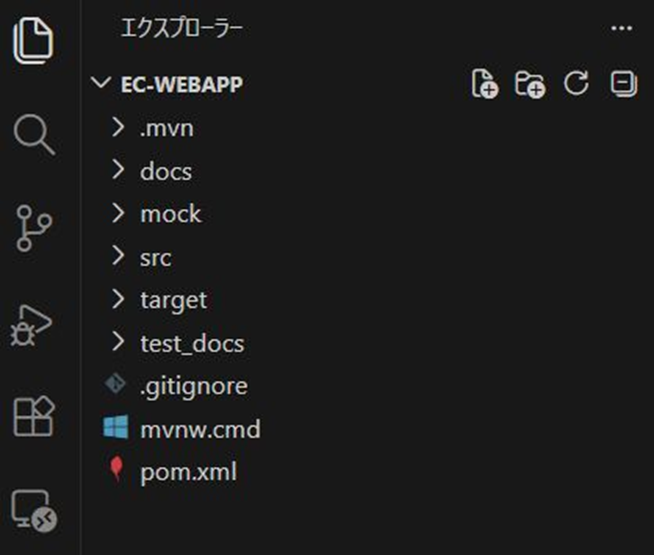 エクスプローラー
EC-WEBAPP
.mvn
docs
mock
src
target
test_docs
.gitignore
mvnw.cmd
pom.xml